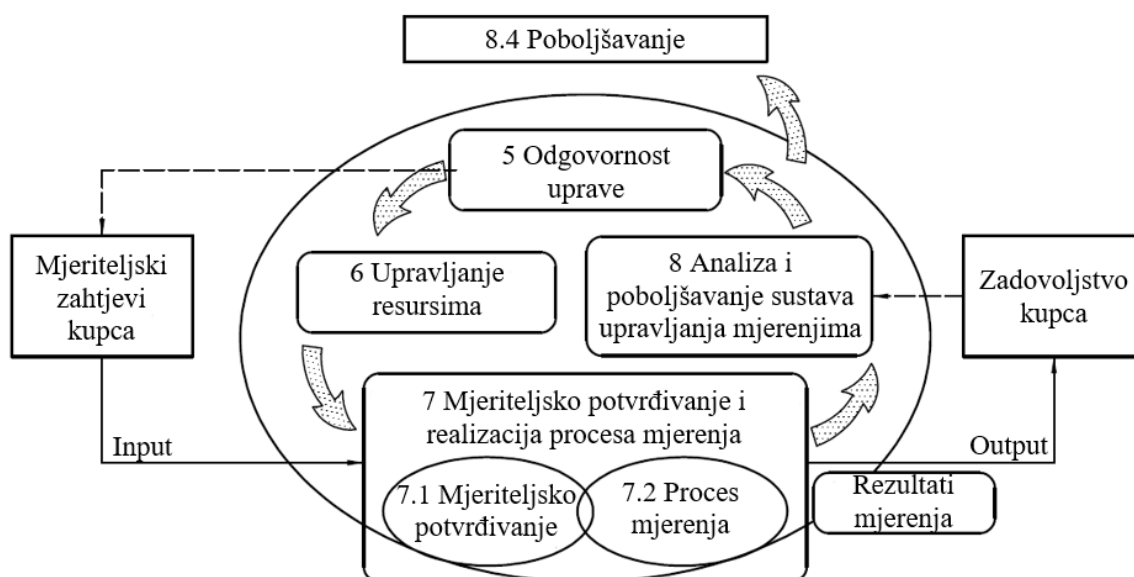 8.4 Poboljšavanje
5 Odgovornost
uprave
Mjeriteljski
zahtjevi
kupca
6 Upravljanje
resursima
8 Analiza i
poboljšavanje sustava
upravljanja mjerenjima
Zadovoljstvo
kupca
Input
7 Mjeriteljsko potvrđivanje i
realizacija procesa mjerenja
Output
7.1 Mjeriteljsko
potvrđivanje
7.2 Proces
mjerenja
Rezultati
mjerenja